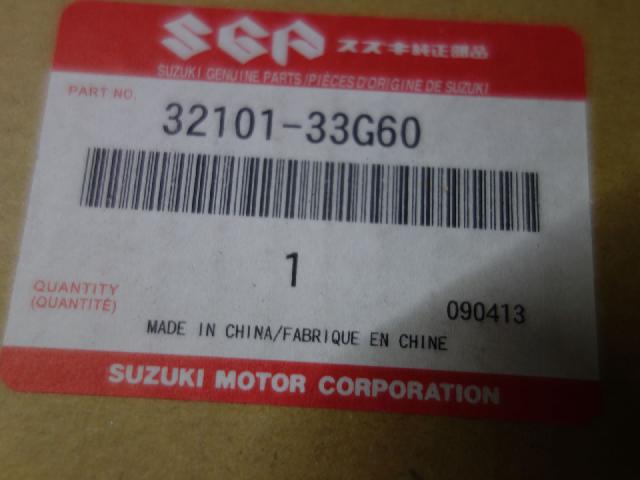 SGP スズキ純正部品
SUZUKI GENUINE PARTS/PIÈCES D'ORIGINE DE SUZUKI
PART NO.
32101-33G60
1
QUANTITY
(QUANTITÉ)
090413
MADE IN CHINA/FABRIQUE EN CHINE
SUZUKI MOTOR CORPORATION